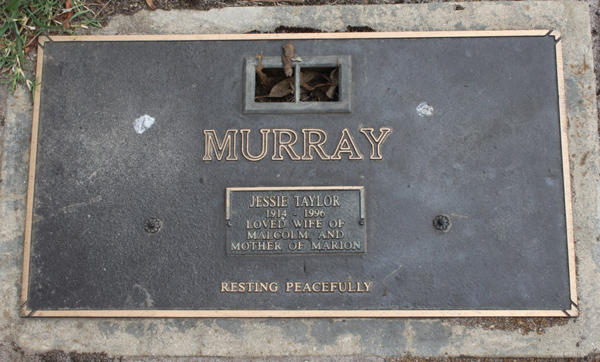 MURRAY
JESSIE TAYLOR
1914 - 1996
LOVED WIFE OF
MALCOLM AND
MOTHER OF MARION
RESTING PEACEFULLY